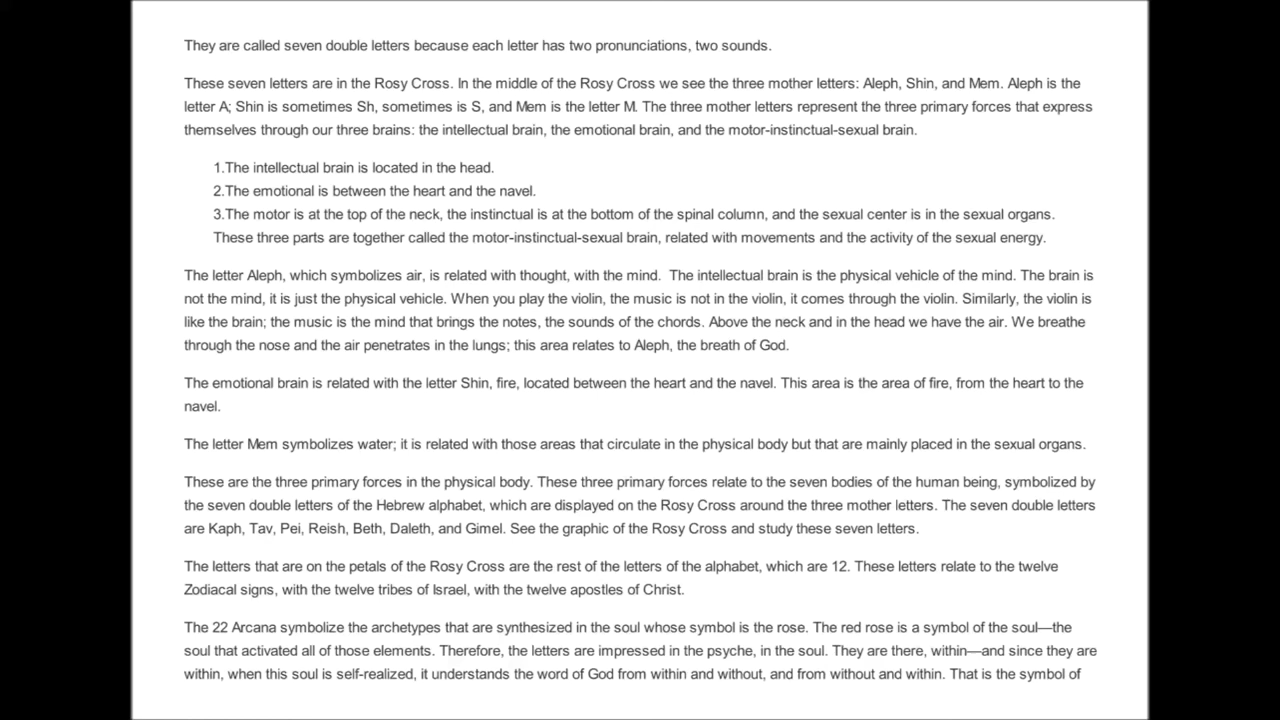 They are called seven double letters because each letter has two pronunciations, two sounds.
These seven letters are in the Rosy Cross. In the middle of the Rosy Cross we see the three mother letters: Aleph, Shin, and Mem. Aleph is the
letter A; Shin is sometimes Sh, sometimes is S, and Mem is the letter M. The three mother letters represent the three primary forces that express
themselves through our three brains: the intellectual brain, the emotional brain, and the motor-instinctual-sexual brain.
1.The intellectual brain is located in the head.
2.The emotional is between the heart and the navel.
3.The motor is at the top of the neck, the instinctual is at the bottom of the spinal column, and the sexual center is in the sexual organs.
These three parts are together called the motor-instinctual-sexual brain, related with movements and the activity of the sexual energy.
The letter Aleph, which symbolizes air, is related with thought, with the mind.  The intellectual brain is the physical vehicle of the mind. The brain is
not the mind, it is just the physical vehicle. When you play the violin, the music is not in the violin, it comes through the violin. Similarly, the violin is
like the brain; the music is the mind that brings the notes, the sounds of the chords. Above the neck and in the head we have the air. We breathe
through the nose and the air penetrates in the lungs; this area relates to Aleph, the breath of God.
The emotional brain is related with the letter Shin, fire, located between the heart and the navel. This area is the area of fire, from the heart to the
navel.
The letter Mem symbolizes water; it is related with those areas that circulate in the physical body but that are mainly placed in the sexual organs.
These are the three primary forces in the physical body. These three primary forces relate to the seven bodies of the human being, symbolized by
the seven double letters of the Hebrew alphabet, which are displayed on the Rosy Cross around the three mother letters. The seven double letters
are Kaph, Tav, Pei, Reish, Beth, Daleth, and Gimel. See the graphic of the Rosy Cross and study these seven letters.
The letters that are on the petals of the Rosy Cross are the rest of the letters of the alphabet, which are 12. These letters relate to the twelve
Zodiacal signs, with the twelve tribes of Israel, with the twelve apostles of Christ.
The 22 Arcana symbolize the archetypes that are synthesized in the soul whose symbol is the rose. The red rose is a symbol of the soul—the
soul that activated all of those elements. Therefore, the letters are impressed in the psyche, in the soul. They are there, within—and since they are
within, when this soul is self-realized, it understands the word of God from within and without, and from without and within. That is the symbol of